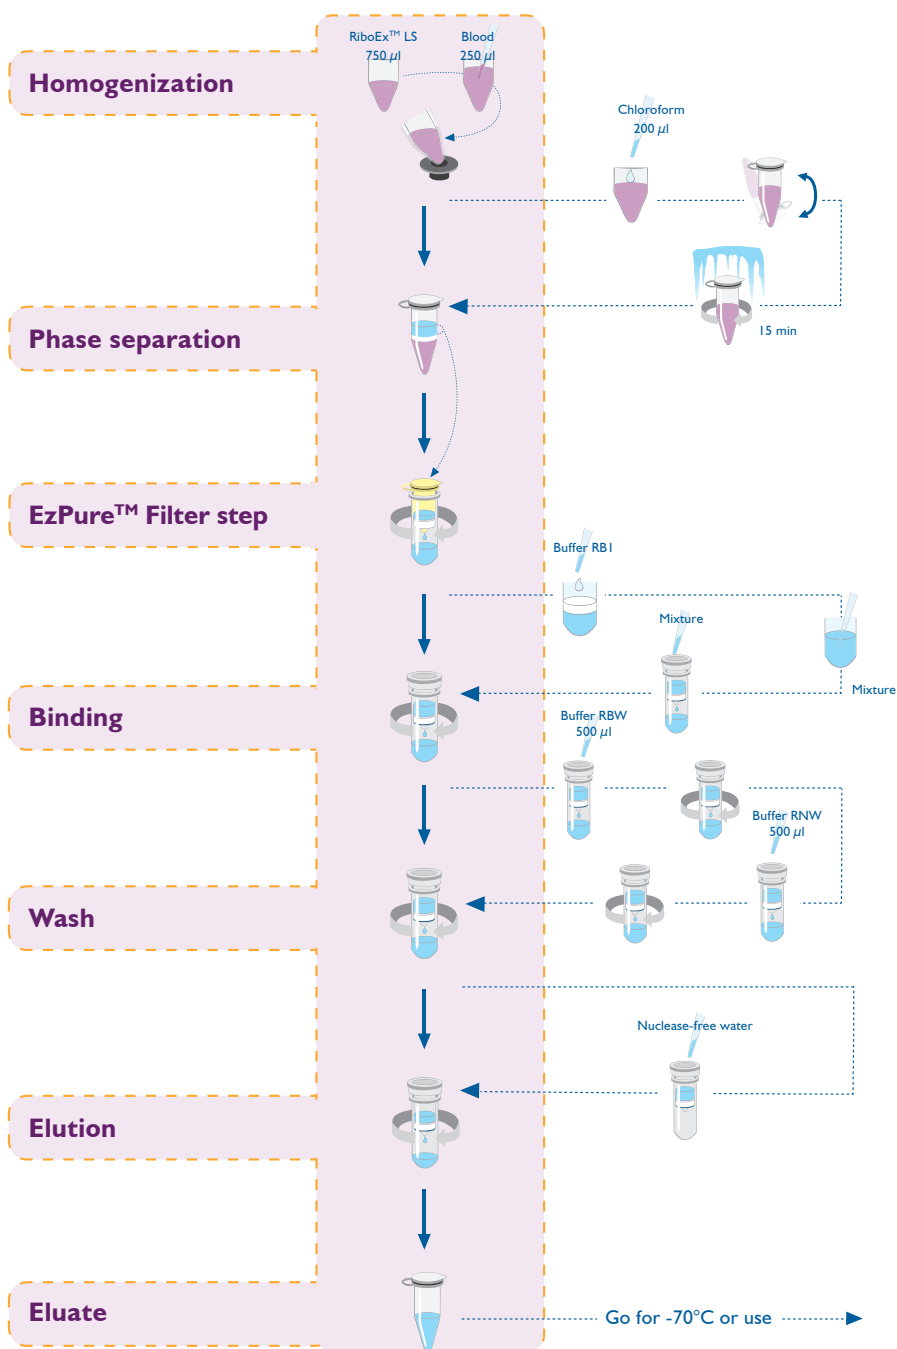 RiboEx™ LS
750 µl
Blood
250 µl
Homogenization
Chloroform
200 µl
15 min
Phase separation
EzPure™ Filter step
Buffer RB1
Mixture
Mixture
Binding
Buffer RBW
500 µl
Buffer RNW
500 µl
Wash
Nuclease-free water
Elution
Eluate
Go for -70°C or use